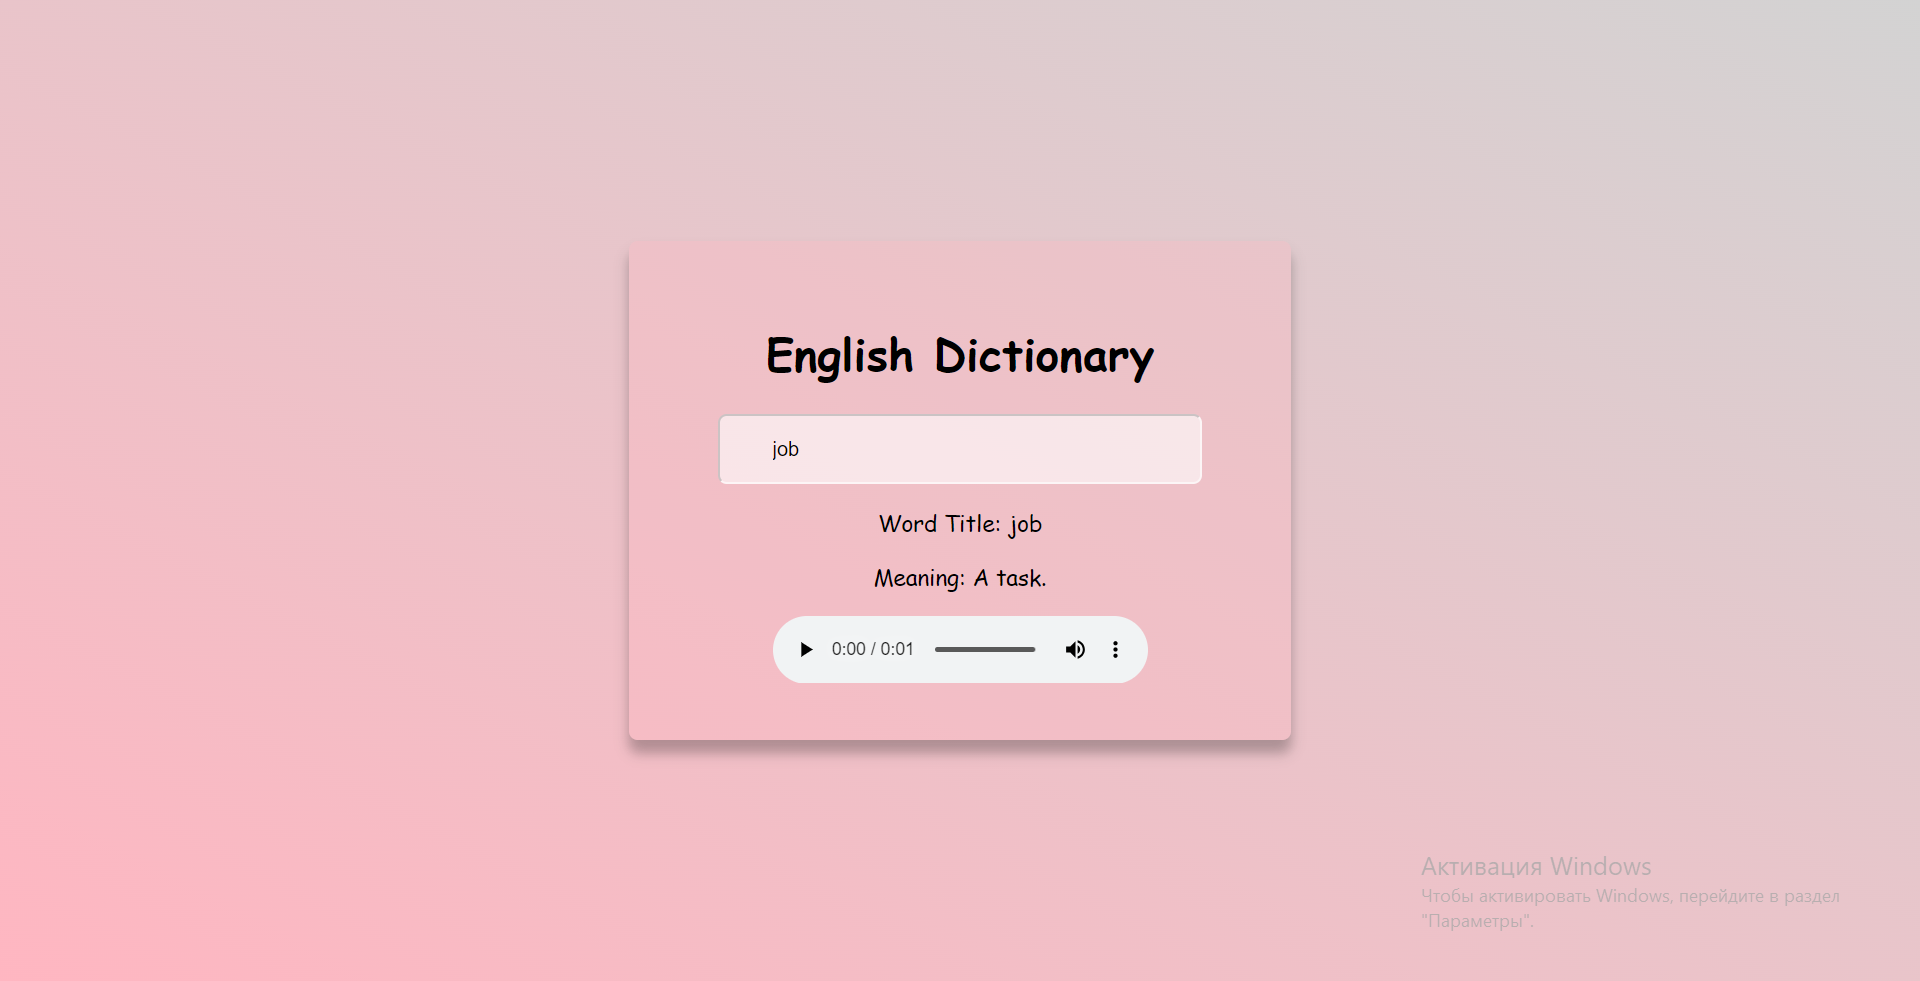 English Dictionary
job
Word Title: job
Meaning: A task.
0:00 / 0:01
Активация Windows
Чтобы активировать Windows, перейдите в раздел
"Параметры".